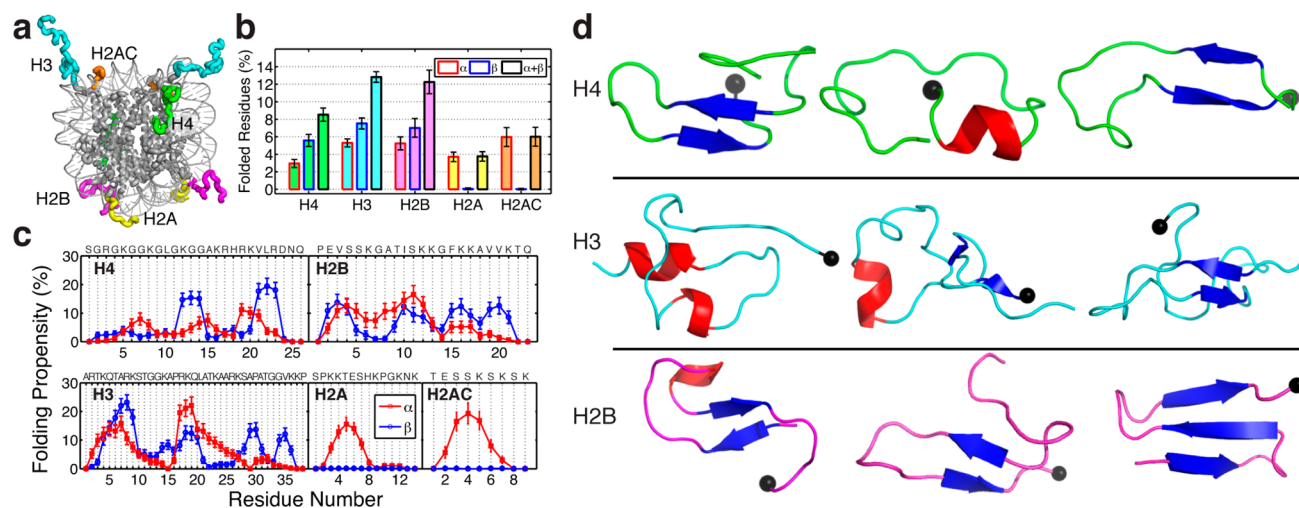 a
H3
H2AC
H4
H2B
H2A
b
Folded Residues (%)
14
12
10
8
6
4
2
0
α β α+β
H4 H3 H2B H2A H2AC
c
Folding Propensity (%)
SGRGKGGKGLGKGGAKRHRKVLRDNQ
PEVSSKGATISKKGFKKAVVKTQ
H4
H2B
30
20
10
0
5 10 15 20 25
5 10 15 20
ARTKQTARKSTGGKAPRKQLATKAARKSAPATGGVKKP
SPKKTESHKPGKNK
TESSKSKSK
H3
H2A
H2AC
α
β
30
20
10
0
5 10 15 20 25 30 35
4 8 12
2 4 6 8
Residue Number
d
H4
H3
H2B